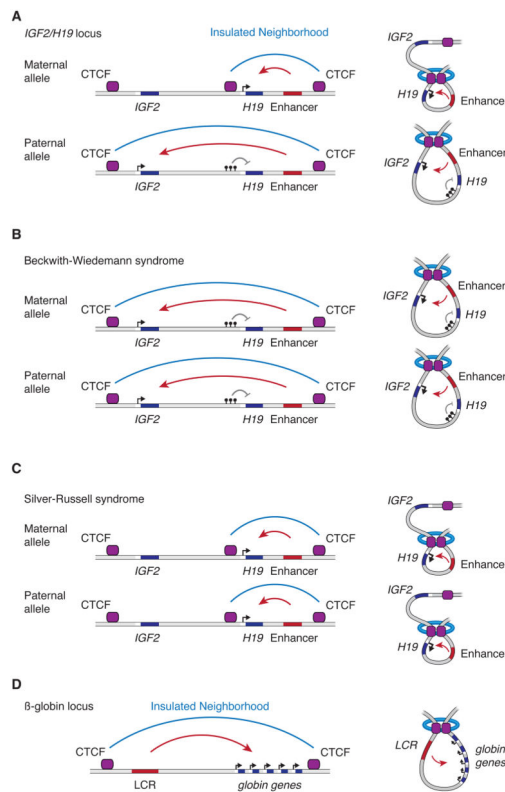 A
IGF2/H19 locus
Insulated Neighborhood
Maternal allele
CTCF
CTCF
IGF2
H19
Enhancer
IGF2
H19
Enhancer
Paternal allele
CTCF
CTCF
IGF2
H19
Enhancer
IGF2
Enhancer
H19
B
Beckwith-Wiedemann syndrome
Maternal allele
CTCF
CTCF
IGF2
H19
Enhancer
IGF2
Enhancer
H19
Paternal allele
CTCF
CTCF
IGF2
H19
Enhancer
IGF2
Enhancer
H19
C
Silver-Russell syndrome
Maternal allele
CTCF
CTCF
IGF2
H19
Enhancer
IGF2
H19
Enhancer
Paternal allele
CTCF
CTCF
IGF2
H19
Enhancer
IGF2
H19
Enhancer
D
ß-globin locus
Insulated Neighborhood
CTCF
CTCF
LCR
globin genes
LCR
globin genes